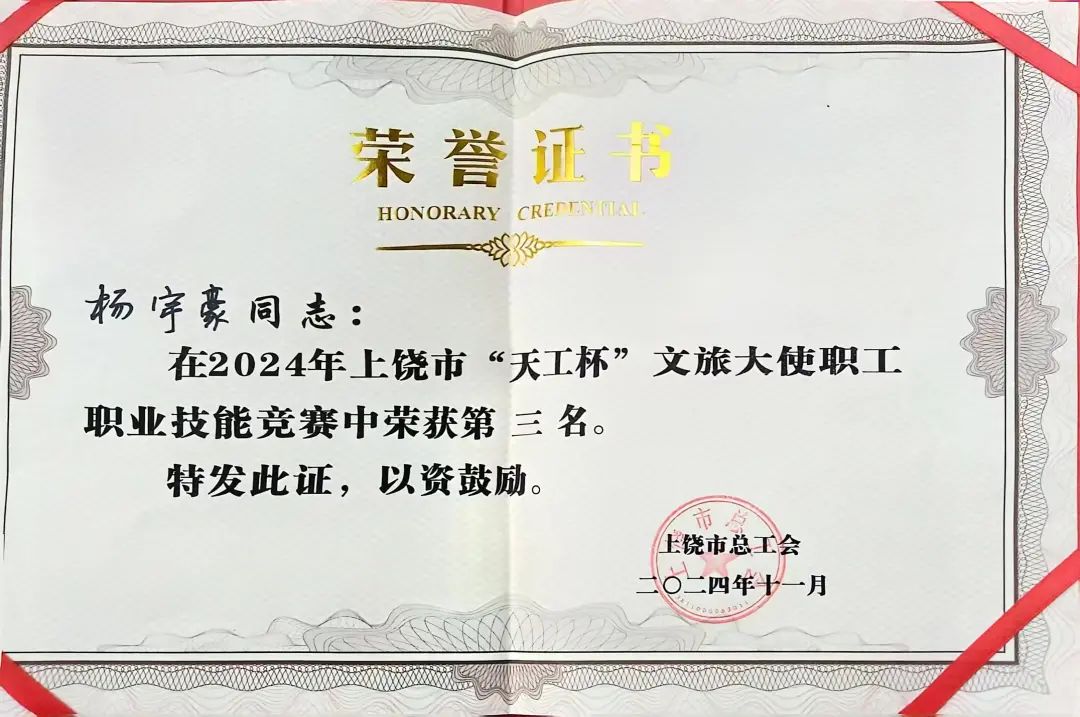 荣誉证书
HONORARY CREDENTIAL
杨宇豪同志：
在2024年上饶市“天工杯”文旅大使职工
职业技能竞赛中荣获第三名。
特发此证，以资鼓励。
上饶市总工会
二〇二四年十一月